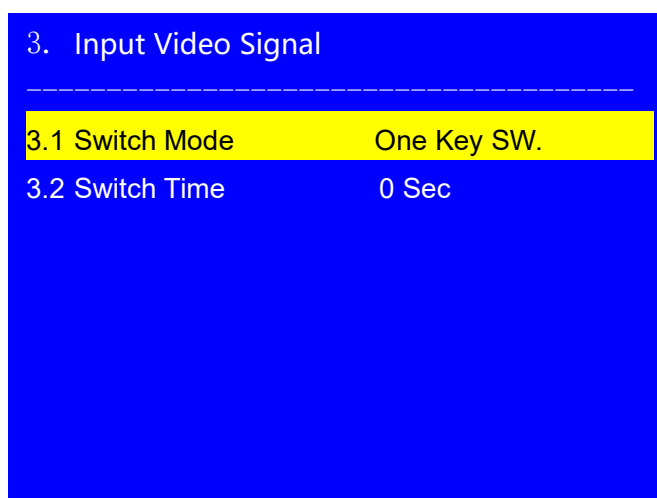 3. Input Video Signal
----------------------------------------
3.1 Switch Mode One Key SW.
3.2 Switch Time 0 Sec